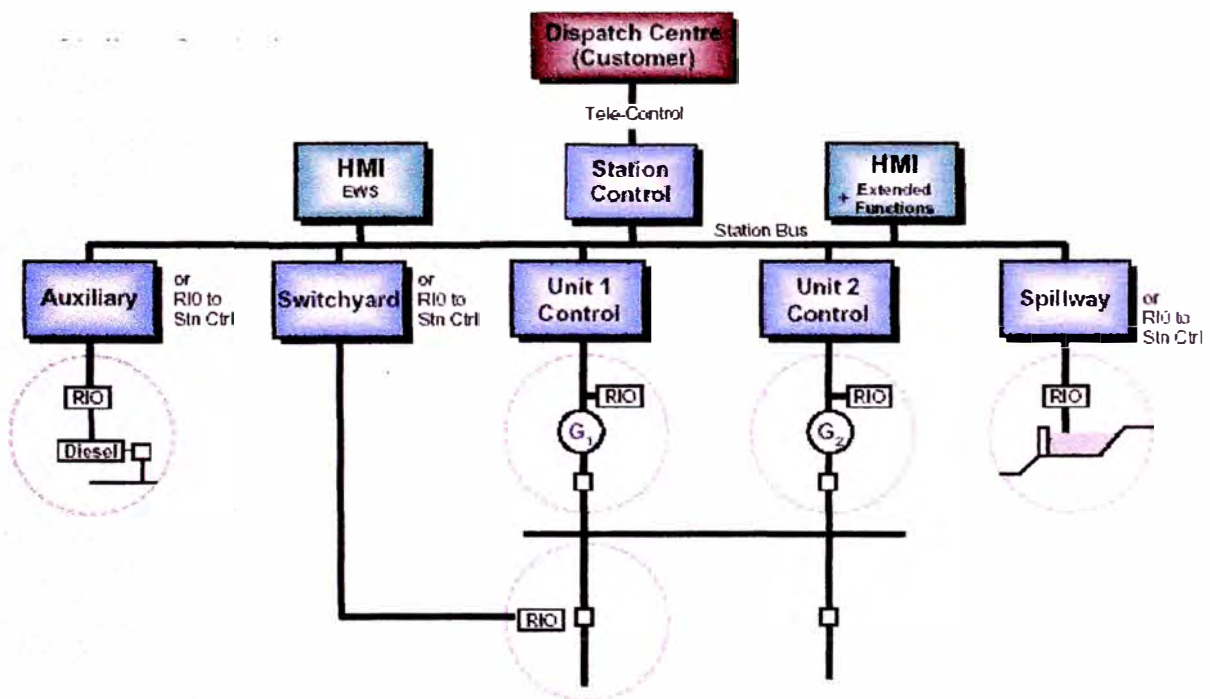 Dispatch Centre
(Customer)
Tele-Control
HMI
EWS
Station
Control
HMI
+ Extended
Functions
Station Bus
Auxiliary
or
RI0 to
Stn Ctrl
Switchyard
or
RI0 to
Stn Ctrl
Unit 1
Control
Unit 2
Control
Spillway
or
RI0 to
Stn Ctrl
RIO
Diesel
RIO
G1
RIO
G2
RIO
RIO